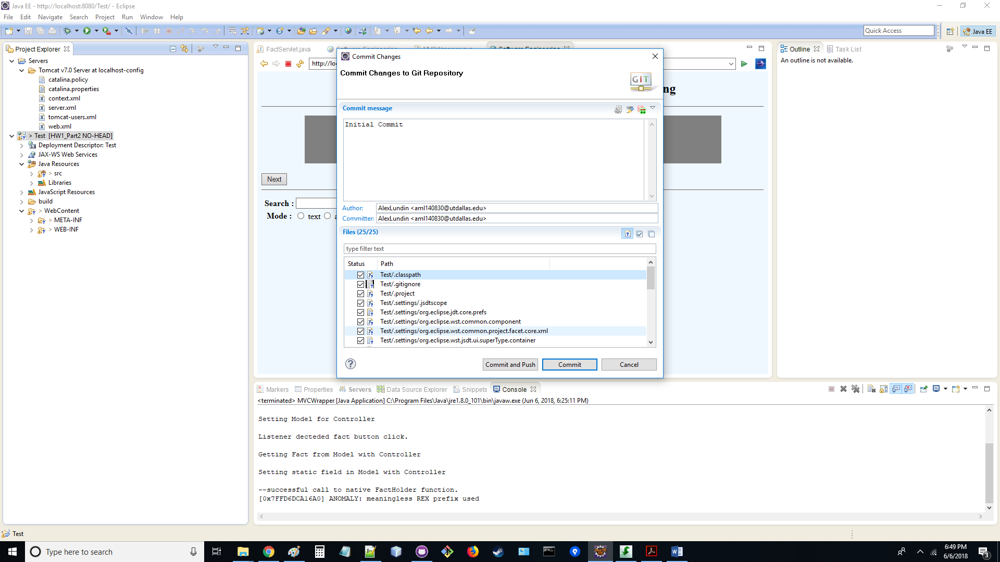 Java EE - http://localhost:8080/Test/ - Eclipse
File Edit Navigate Search Project Run Window Help
Quick Access
Java EE
Project Explorer
Servers
Tomcat v7.0 Server at localhost-config
catalina.policy
catalina.properties
context.xml
server.xml
tomcat-users.xml
web.xml
> Test [HW1_Part2 NO-HEAD]
Deployment Descriptor: Test
JAX-WS Web Services
Java Resources
> src
Libraries
JavaScript Resources
build
> WebContent
> META-INF
> WEB-INF
FactServlet.java
http://lo
ng
Next
Search :
Mode : text
Commit Changes
Commit Changes to Git Repository
GIT
Commit message
Initial Commit
Author: AlexLundin <aml140830@utdallas.edu>
Committer: AlexLundin <aml140830@utdallas.edu>
Files (25/25)
type filter text
Status Path
Test/.classpath
Test/.gitignore
Test/.project
Test/.settings/.jsdtscope
Test/.settings/org.eclipse.jdt.core.prefs
Test/.settings/org.eclipse.wst.common.component
Test/.settings/org.eclipse.wst.common.project.facet.core.xml
Test/.settings/org.eclipse.wst.jsdt.ui.superType.container
Commit and Push Commit Cancel
Outline Task List
An outline is not available.
Markers Properties Servers Data Source Explorer Snippets Console
<terminated> MVCWrapper [Java Application] C:\Program Files\Java\jre1.8.0_101\bin\javaw.exe (Jun 6, 2018, 6:25:11 PM)
Setting Model for Controller
Listener decteded fact button click.
Getting Fact from Model with Controller
Setting static field in Model with Controller
--successful call to native FactHolder function.
[0x7FFD6DCA16A0] ANOMALY: meaningless REX prefix used
Test
Type here to search
6:49 PM
6/6/2018
3